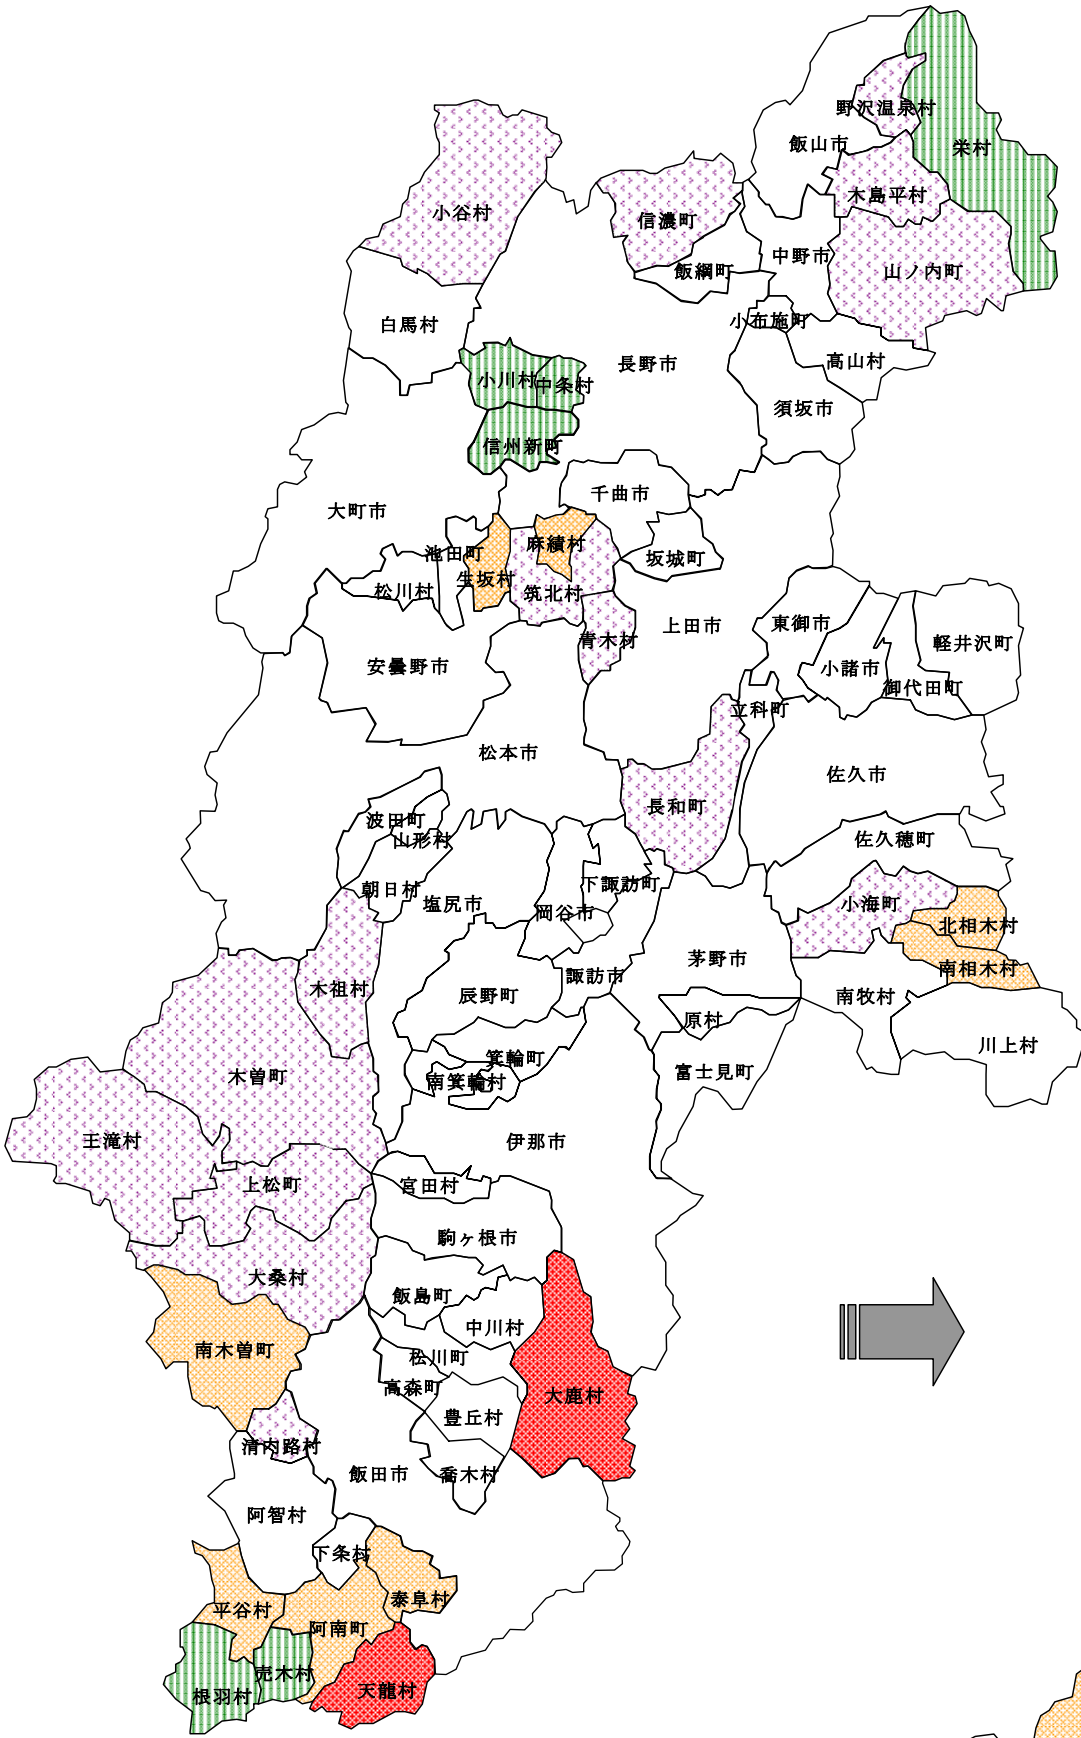 野沢温泉村
栄村
飯山市
木島平村
小谷村
信濃町
中野市
飯綱町
山ノ内町
小布施町
白馬村
高山村
長野市
小川村
中条村
須坂市
信州新町
千曲市
大町市
麻績村
池田町
坂城町
生坂村
松川村
筑北村
東御市
上田市
青木村
軽井沢町
安曇野市
小諸市
御代田町
立科町
松本市
佐久市
長和町
波田町
山形村
佐久穂町
朝日村
下諏訪町
塩尻市
岡谷市
小海町
北相木村
茅野市
南相木村
諏訪市
木祖村
辰野町
南牧村
原村
川上村
箕輪町
富士見町
木曽町
南箕輪村
王滝村
伊那市
上松町
宮田村
駒ヶ根市
大桑村
飯島町
中川村
南木曽町
松川町
高森町
大鹿村
豊丘村
清内路村
飯田市
喬木村
阿智村
下条村
泰阜村
平谷村
阿南町
売木村
天龍村
根羽村